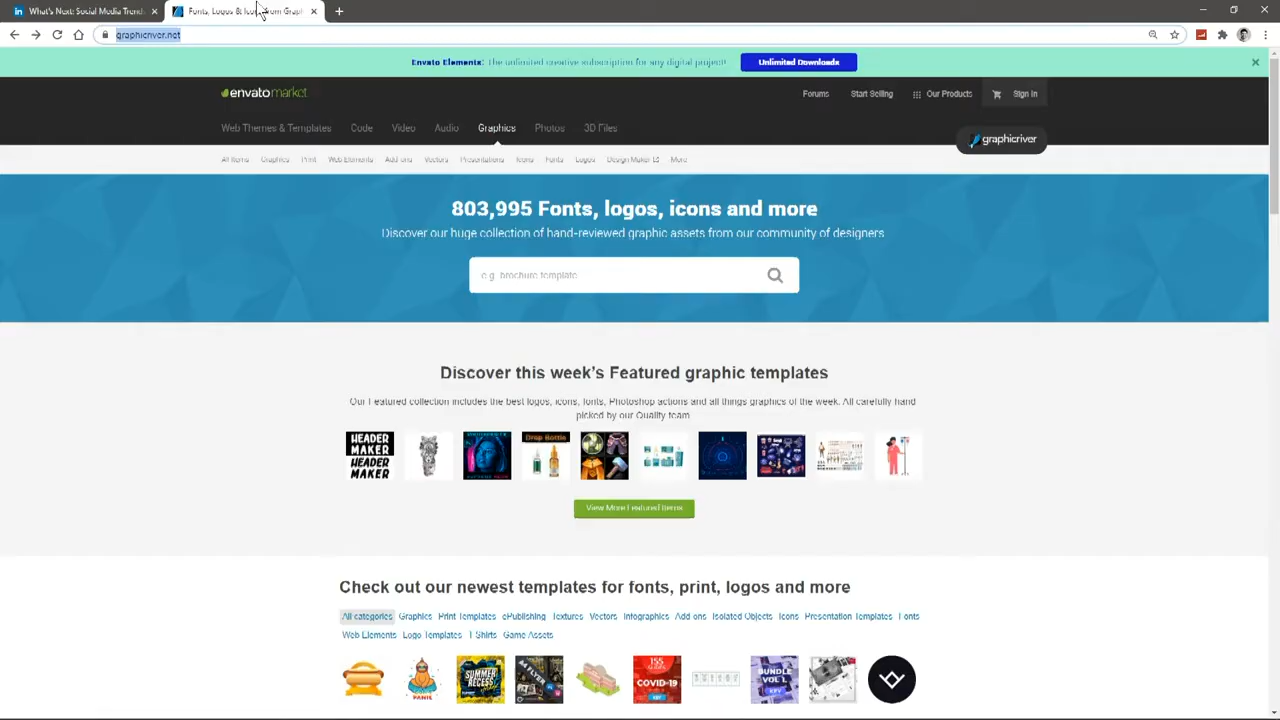 What's Next: Social Media Trend
Fonts, Logos & Icons from Graph
graphicriver.net
Envato Elements: The unlimited creative subscription for any digital project!
Unlimited Downloads
envatomarket
Forums
Start Selling
Our Products
Sign In
Web Themes & Templates
Code
Video
Audio
Graphics
Photos
3D Files
graphicriver
All Items
Graphics
Print
Web Elements
Add-ons
Vectors
Presentations
Icons
Fonts
Logos
Design Maker
More
803,995 Fonts, logos, icons and more
Discover our huge collection of hand-reviewed graphic assets from our community of designers
e.g. brochure template
Discover this week's Featured graphic templates
Our Featured collection includes the best logos, icons, fonts, Photoshop actions and all things graphics of the week. All carefully hand
picked by our Quality team.
HEADER
MAKER
HEADER
MAKER
Drop Bottle
View More Featured Items
Check out our newest templates for fonts, print, logos and more
All categories
Graphics
Print Templates
ePublishing
Textures
Vectors
Infographics
Add-ons
Isolated Objects
Icons
Presentation Templates
Fonts
Web Elements
Logo Templates
T-Shirts
Game Assets
PANIC
SUMMER
RECESS
A4 FLYER
155
COVID-19
BUNDLE
VOL 1.